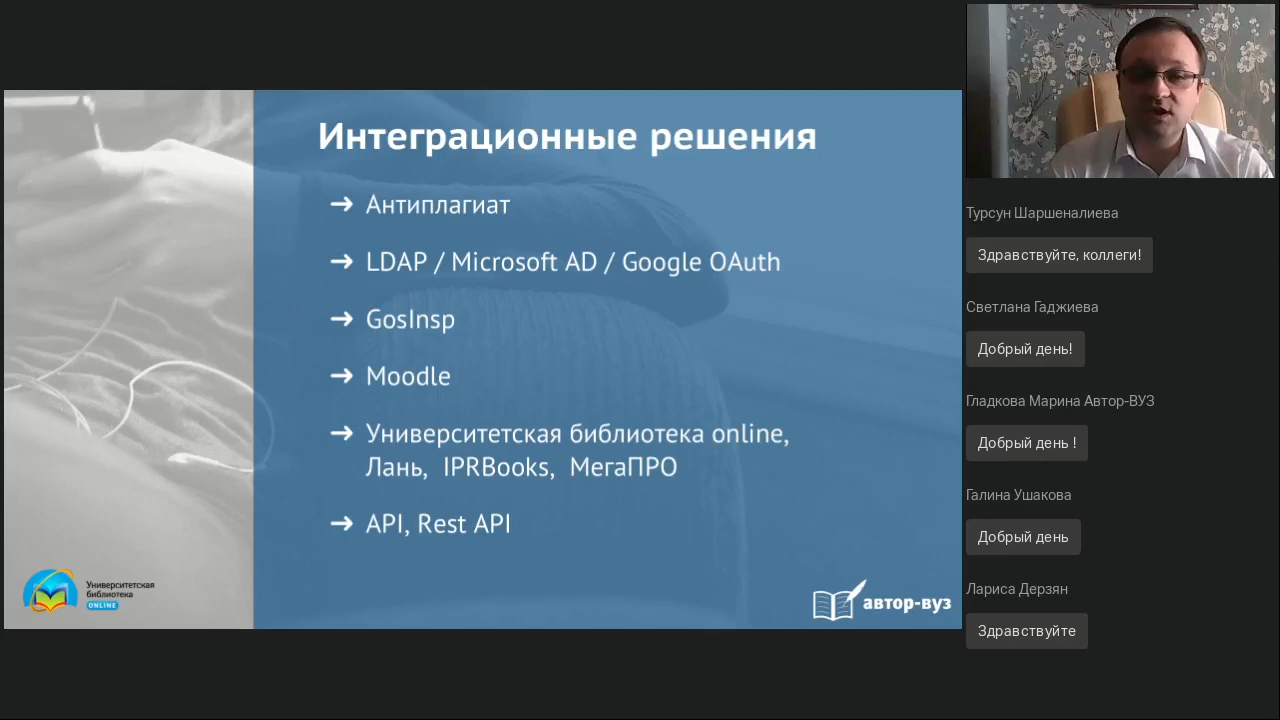 Интеграционные решения
→ Антиплагиат
→ LDAP / Microsoft AD / Google OAuth
→ GosInsp
→ Moodle
→ Университетская библиотека online,
Лань, IPRBooks, МегаПРО
→ API, Rest API
Университетская
библиотека
ONLINE
автор-вуз
Турсун Шаршеналиева
Здравствуйте, коллеги!
Светлана Гаджиева
Добрый день!
Гладкова Марина Автор-ВУЗ
Добрый день !
Галина Ушакова
Добрый день
Лариса Дерзян
Здравствуйте